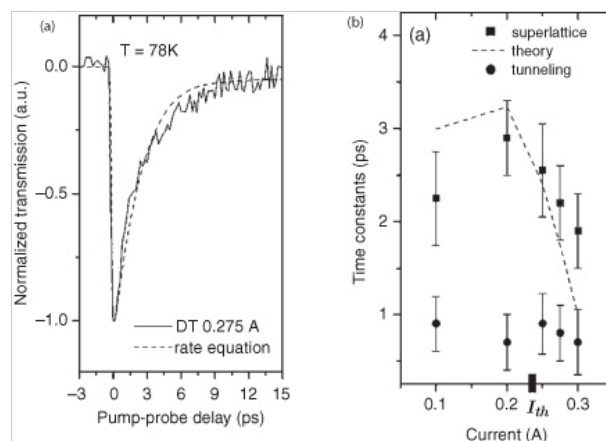 (a)
T = 78K
0.0
-0.5
-1.0
Normalized transmission (a.u.)
DT 0.275 A
rate equation
-3 0 3 6 9 12 15
Pump-probe delay (ps)
(b)
(a)
superlattice
theory
tunneling
4
3
2
1
Time constants (ps)
0.1 0.2 0.3
I_th
Current (A)